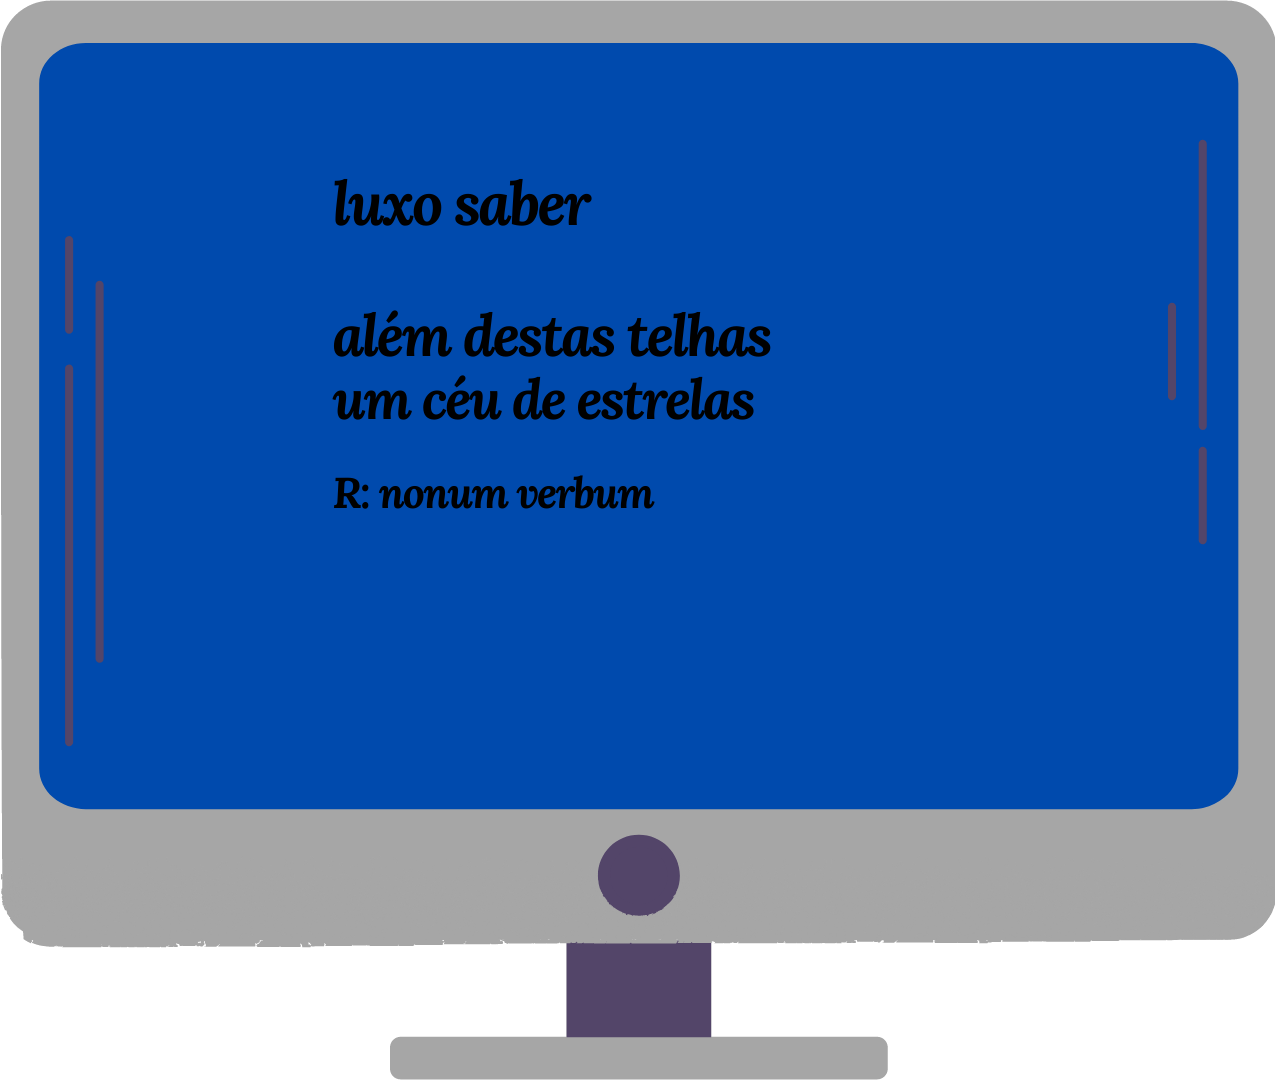 luxo saber
além destas telhas
um céu de estrelas
R: nonum verbum